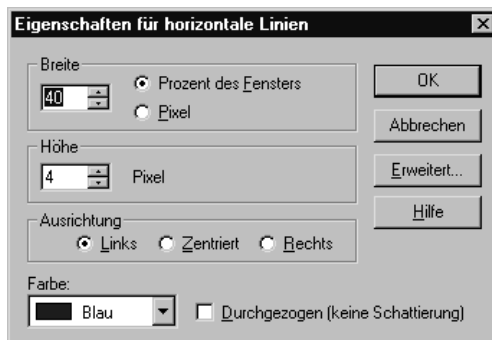 Eigenschaften für horizontale Linien
Breite
40
Prozent des Fensters
Pixel
OK
Abbrechen
Höhe
4
Pixel
Erweitert...
Hilfe
Ausrichtung
Links
Zentriert
Rechts
Farbe:
Blau
Durchgezogen (keine Schattierung)